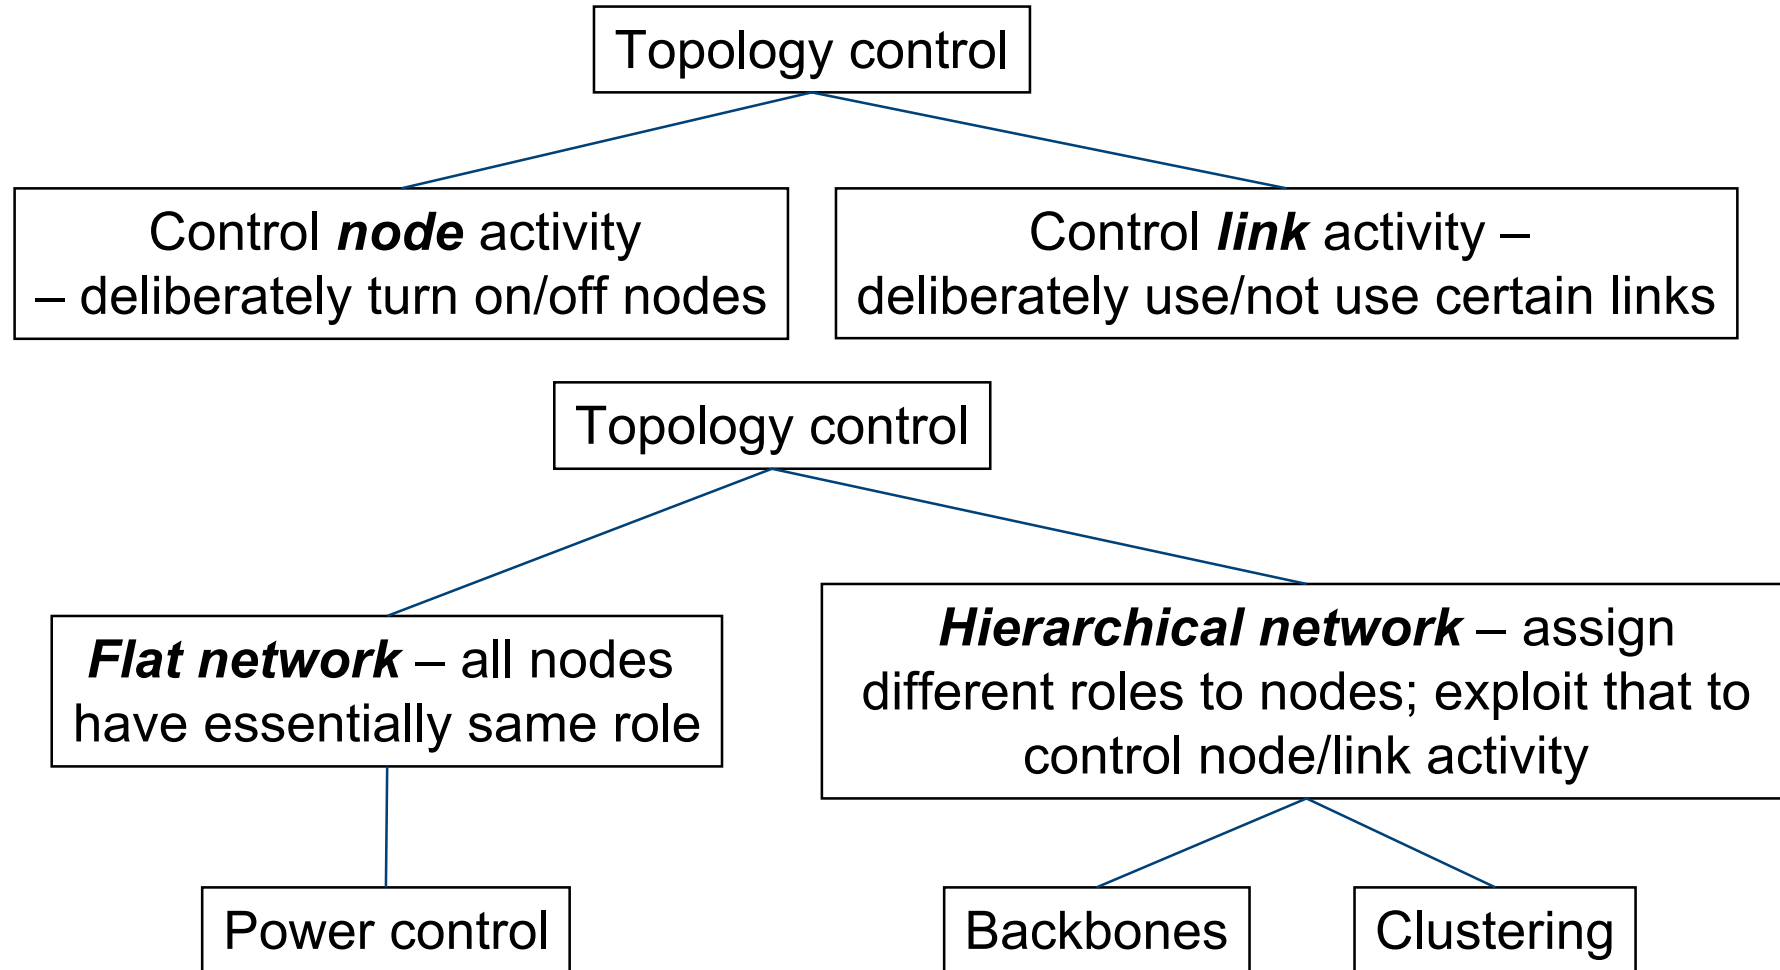 Topology control
Control node activity
– deliberately turn on/off nodes
Control link activity –
deliberately use/not use certain links
Topology control
Flat network – all nodes
have essentially same role
Hierarchical network – assign
different roles to nodes; exploit that to
control node/link activity
Power control
Backbones
Clustering